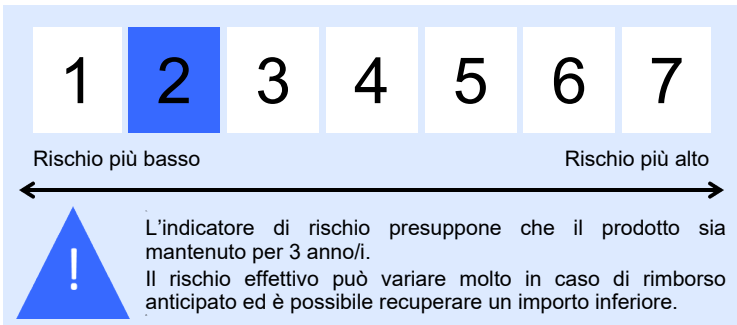 1 2 3 4 5 6 7
Rischio più basso Rischio più alto
!
L'indicatore di rischio presuppone che il prodotto sia
mantenuto per 3 anno/i.
Il rischio effettivo può variare molto in caso di rimborso
anticipato ed è possibile recuperare un importo inferiore.